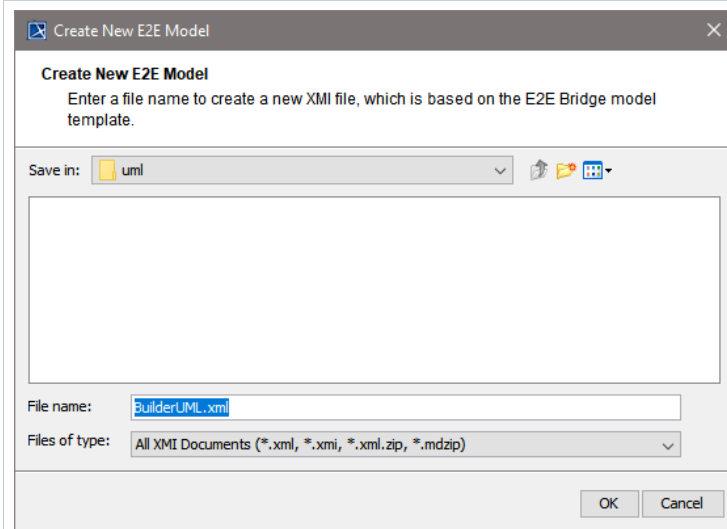 Create New E2E Model
Create New E2E Model
Enter a file name to create a new XMI file, which is based on the E2E Bridge model
template.
Save in: uml
File name: BuilderUML.xml
Files of type: All XMI Documents (*.xml, *.xmi, *.xml.zip, *.mdzip)
OK Cancel